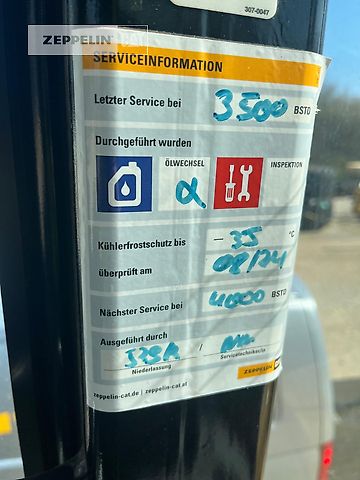 307-0047
ZEPPELIN CAT
SERVICEINFORMATION
Letzter Service bei 3500 BSTD
Durchgeführt wurden
ÖLWECHSEL INSPEKTION
α
Kühlerfrostschutz bis -35 °C
überprüft am 08/24
Nächster Service bei 4000 BSTD
Ausgeführt durch
/
Niederlassung Servicetechniker
ZEPPELIN
zeppelin-cat.de | zeppelin-cat.at